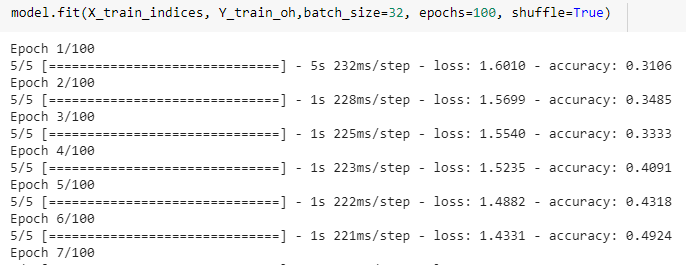 model.fit(X_train_indices, Y_train_oh,batch_size=32, epochs=100, shuffle=True)
Epoch 1/100
5/5 [==============================] - 5s 232ms/step - loss: 1.6010 - accuracy: 0.3106
Epoch 2/100
5/5 [==============================] - 1s 228ms/step - loss: 1.5699 - accuracy: 0.3485
Epoch 3/100
5/5 [==============================] - 1s 225ms/step - loss: 1.5540 - accuracy: 0.3333
Epoch 4/100
5/5 [==============================] - 1s 223ms/step - loss: 1.5235 - accuracy: 0.4091
Epoch 5/100
5/5 [==============================] - 1s 222ms/step - loss: 1.4882 - accuracy: 0.4318
Epoch 6/100
5/5 [==============================] - 1s 221ms/step - loss: 1.4331 - accuracy: 0.4924
Epoch 7/100